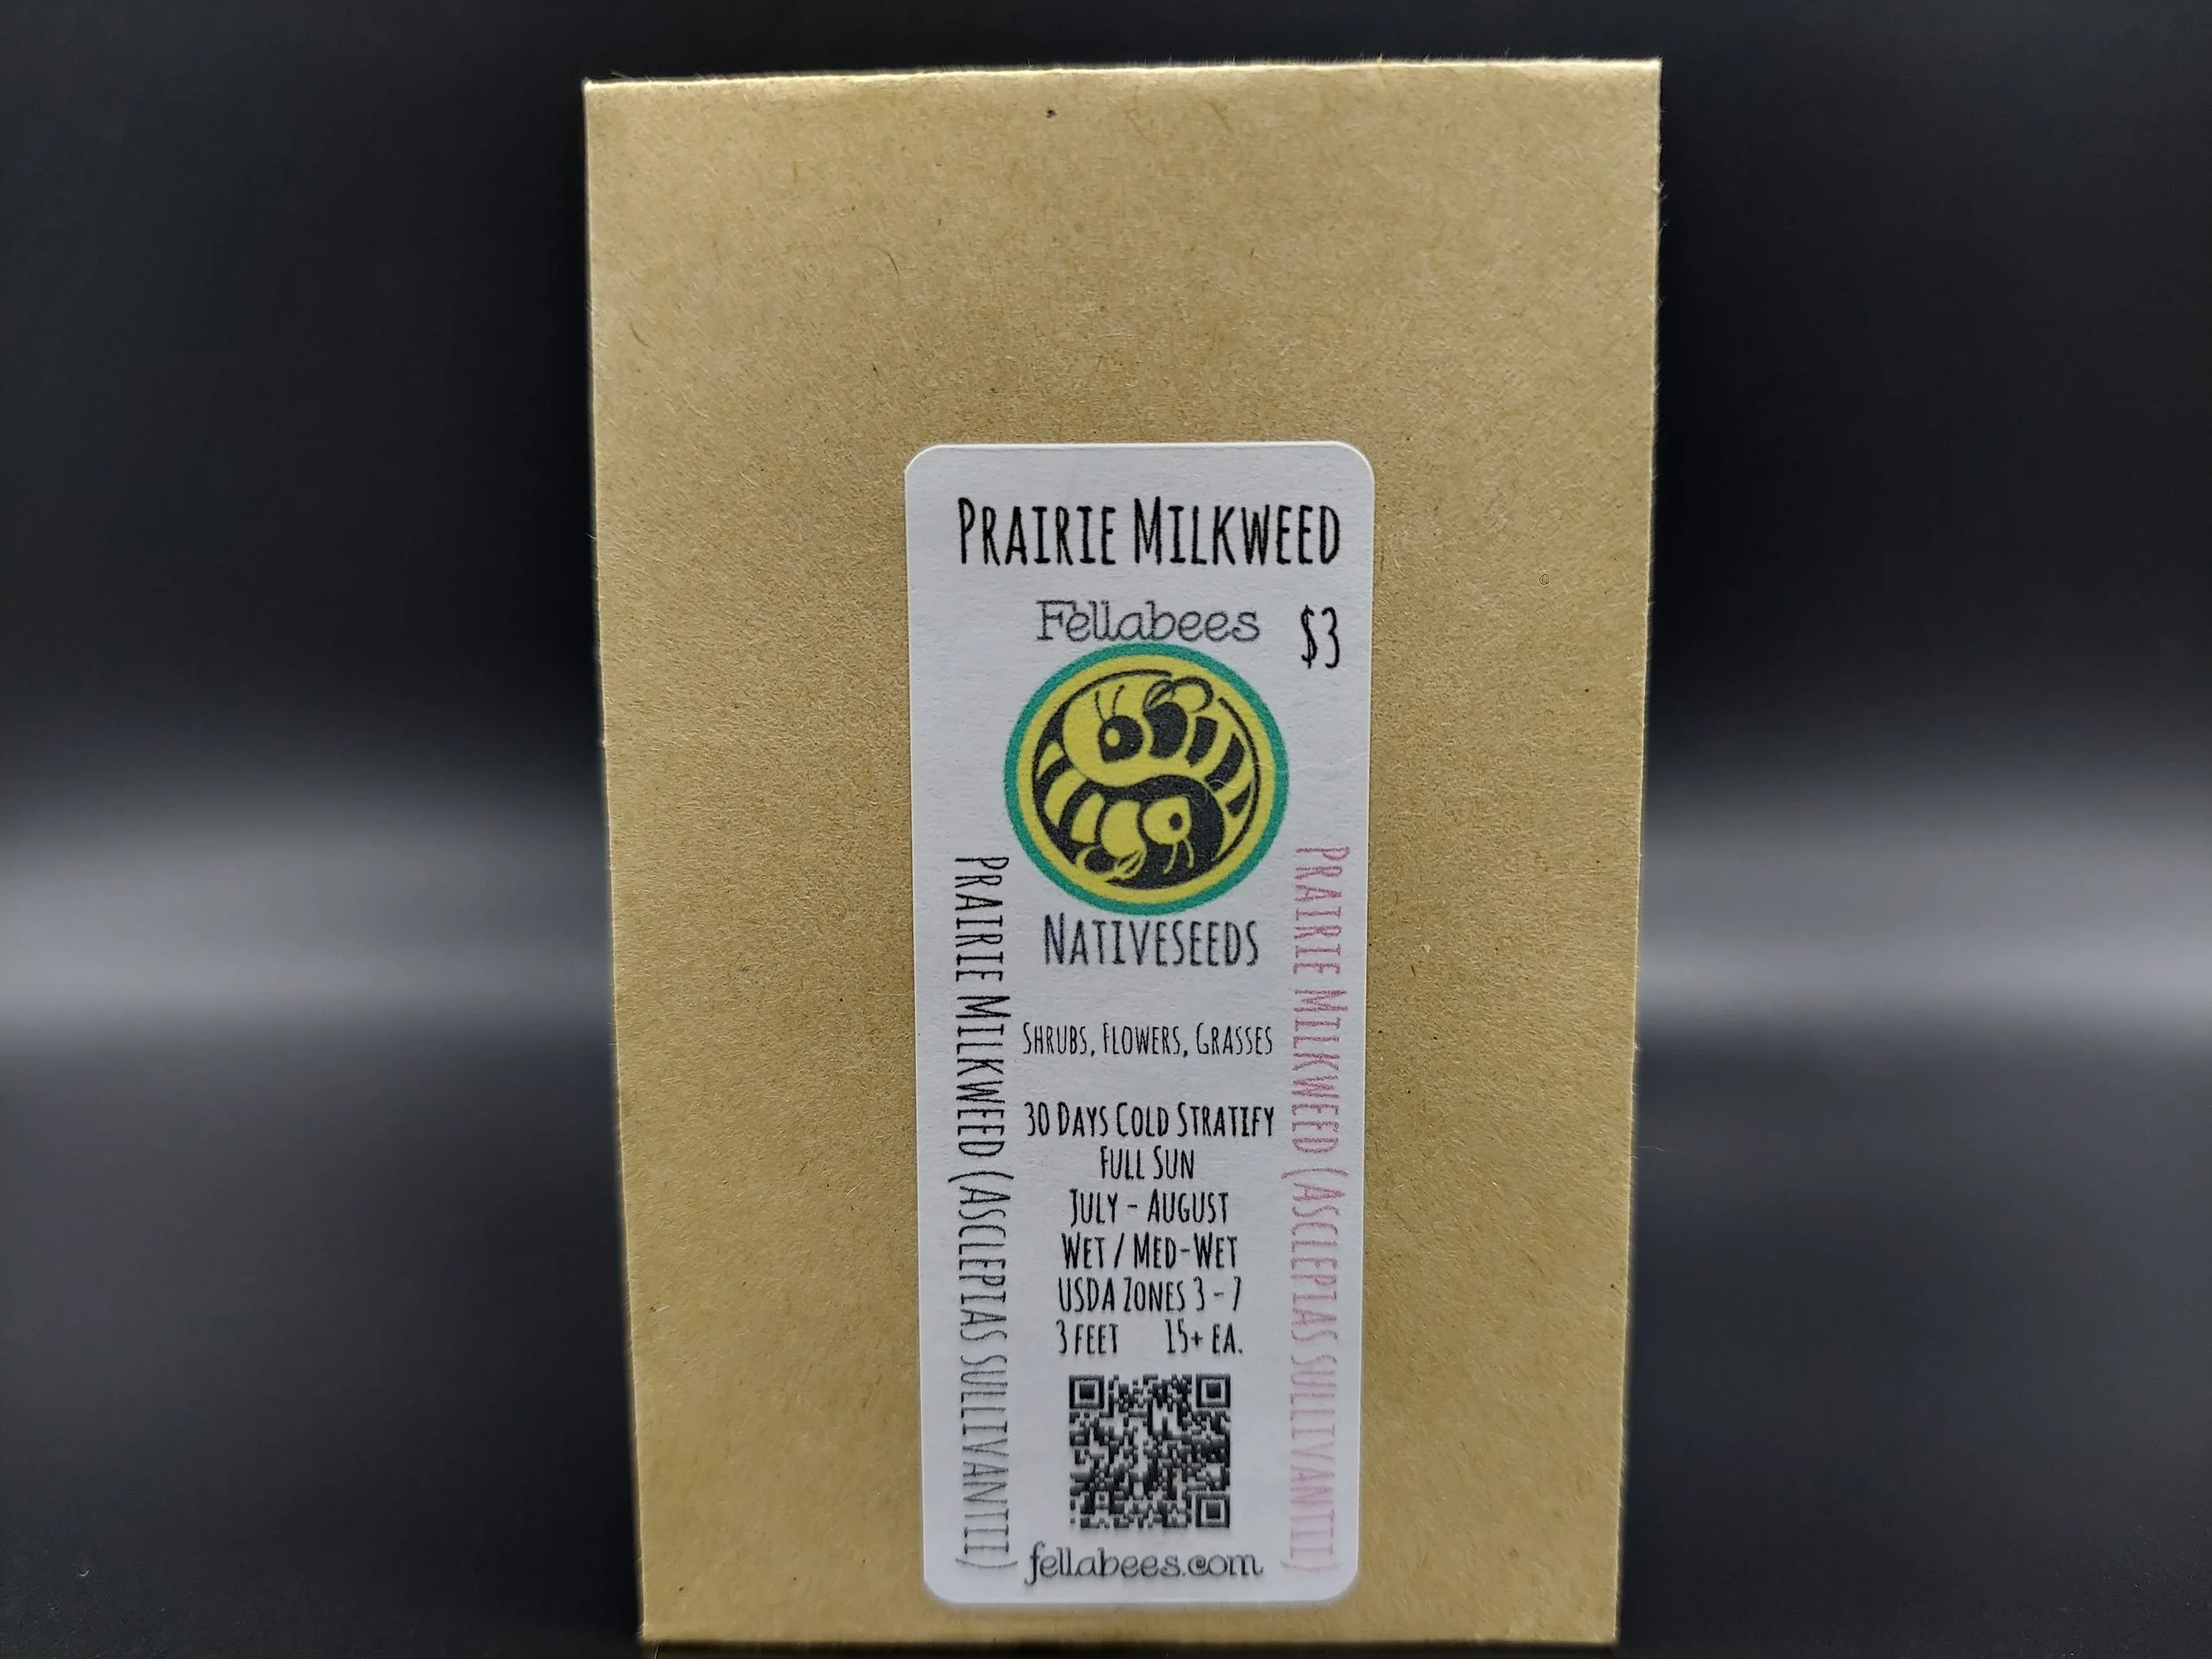 Prairie Milkweed
Fellabees
$3
Nativeseeds
Shrubs, Flowers, Grasses
30 Days Cold Stratify
Full Sun
July - August
Wet / Med-Wet
USDA Zones 3 - 7
3 feet 15+ ea.
fellabees.com
Prairie Milkweed (Asclepias sullivantii)
Prairie Milkweed (Asclepias sullivantii)